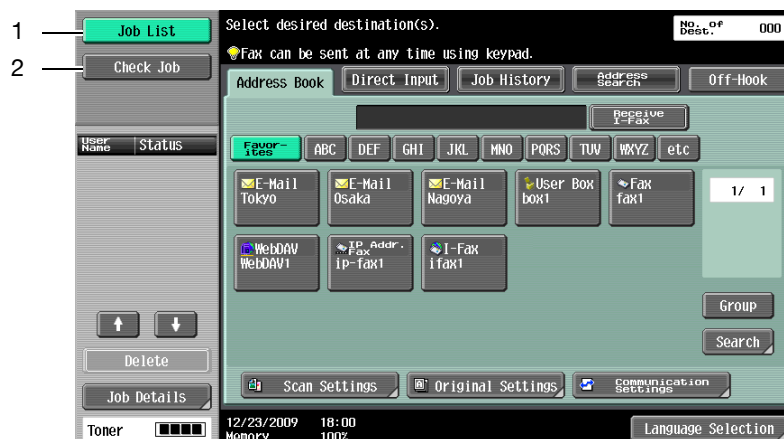 1
Job List
2
Check Job
User Name Status
Delete
Job Details
Toner
Select desired destination(s).
No. of Dest. 000
Fax can be sent at any time using keypad.
Address Book Direct Input Job History Address Search Off-Hook
Receive I-Fax
Favor-ites ABC DEF GHI JKL MNO PQRS TUV WXYZ etc
E-Mail Tokyo
E-Mail Osaka
E-Mail Nagoya
User Box box1
Fax fax1
1/ 1
WebDAV WebDAV1
IP Addr. Fax ip-fax1
I-Fax ifax1
Group
Search
Scan Settings Original Settings Communication Settings
12/23/2009 18:00
Memory 100%
Language Selection